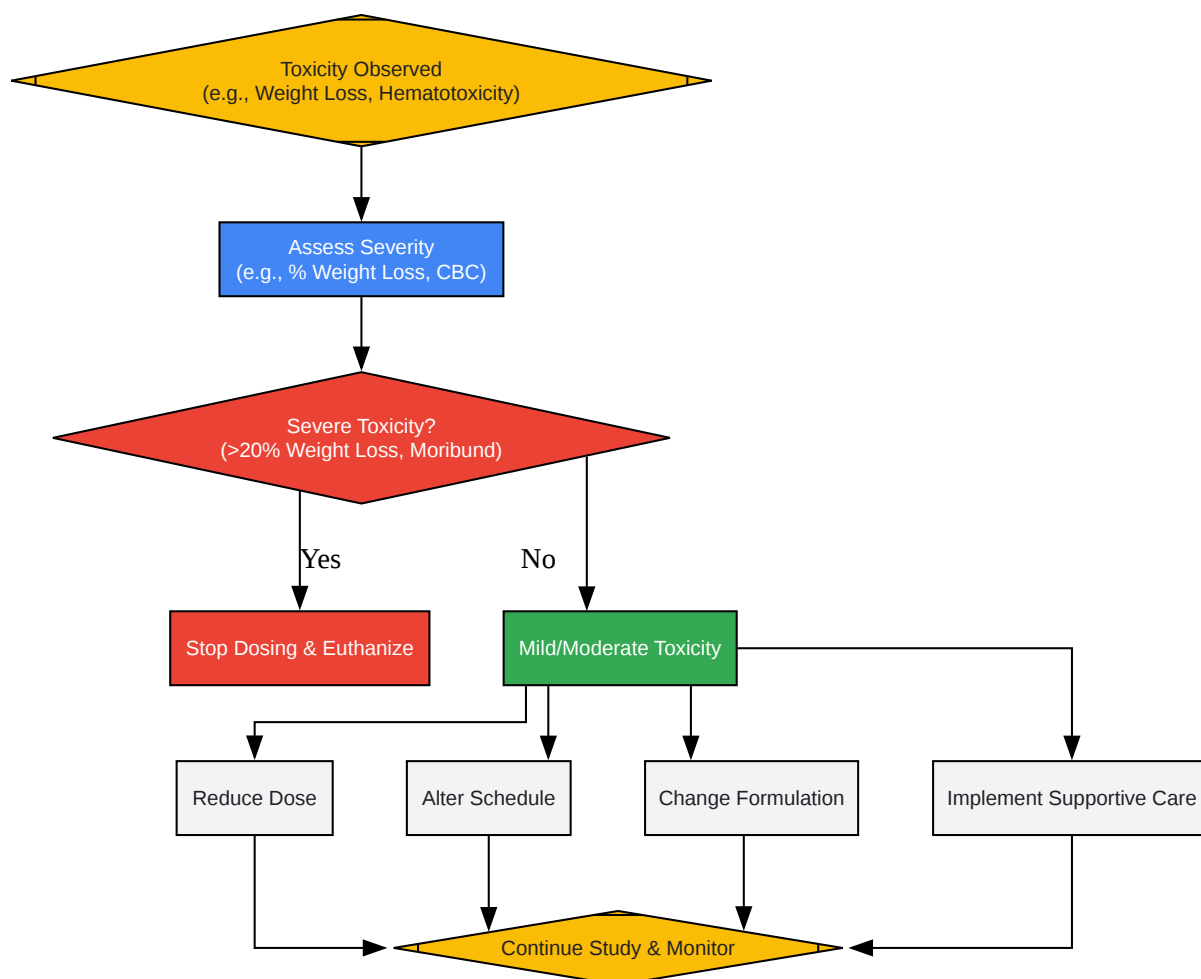 Toxicity Observed
(e.g., Weight Loss, Hematotoxicity)
Assess Severity
(e.g., % Weight Loss, CBC)
Severe Toxicity?
(>20% Weight Loss, Moribund)
Yes
No
Stop Dosing & Euthanize
Mild/Moderate Toxicity
Reduce Dose
Alter Schedule
Change Formulation
Implement Supportive Care
Continue Study & Monitor